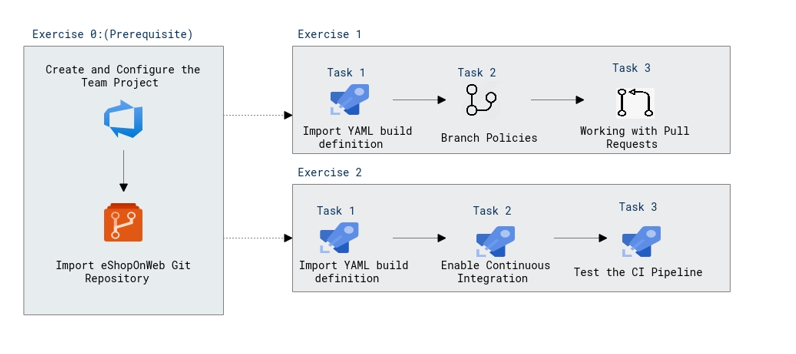 Exercise 0:(Prerequisite)
Create and Configure the
Team Project
Import eShopOnWeb Git
Repository
Exercise 1
Task 1
Import YAML build
definition
Task 2
Branch Policies
Task 3
Working with Pull
Requests
Exercise 2
Task 1
Import YAML build
definition
Task 2
Enable Continuous
Integration
Task 3
Test the CI Pipeline